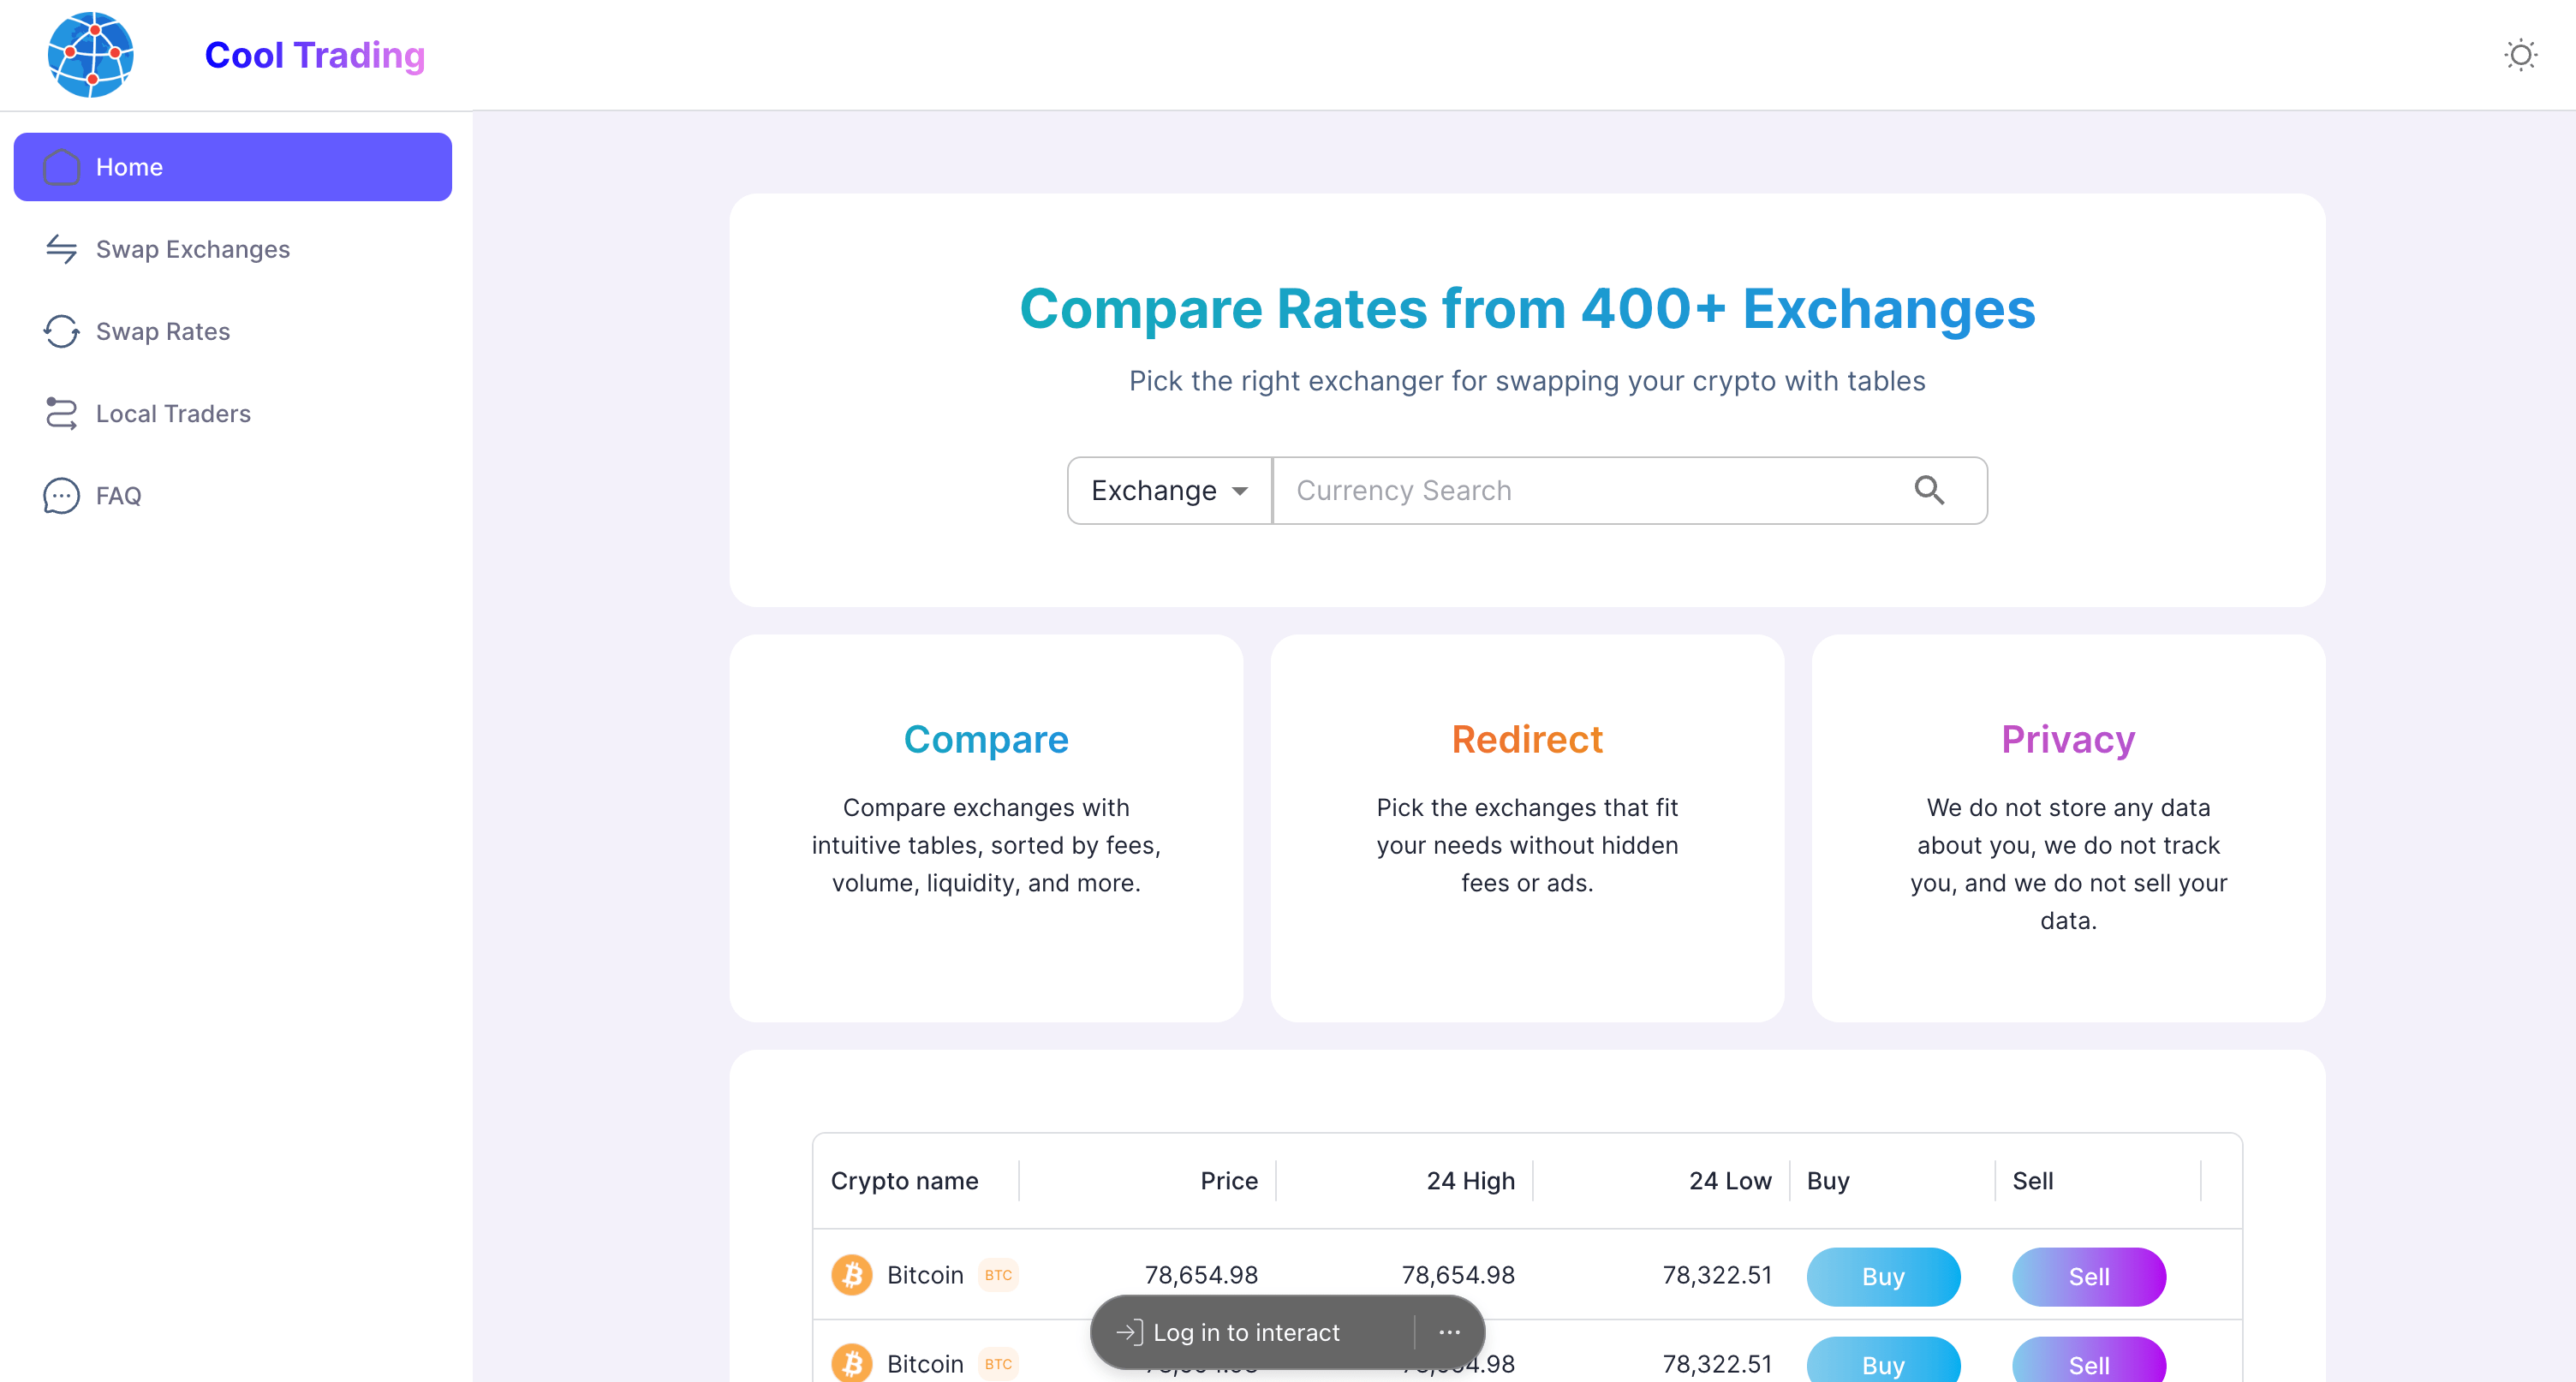 Cool Trading
Home
Swap Exchanges
Swap Rates
Local Traders
FAQ
Compare Rates from 400+ Exchanges
Pick the right exchanger for swapping your crypto with tables
Exchange
Currency Search
Compare
Compare exchanges with
intuitive tables, sorted by fees,
volume, liquidity, and more.
Redirect
Pick the exchanges that fit
your needs without hidden
fees or ads.
Privacy
We do not store any data
about you, we do not track
you, and we do not sell your
data.
Crypto name Price 24 High 24 Low Buy Sell
Bitcoin BTC 78,654.98 78,654.98 78,322.51 Buy Sell
Log in to interact
Bitcoin BTC 78,322.51 Buy Sell